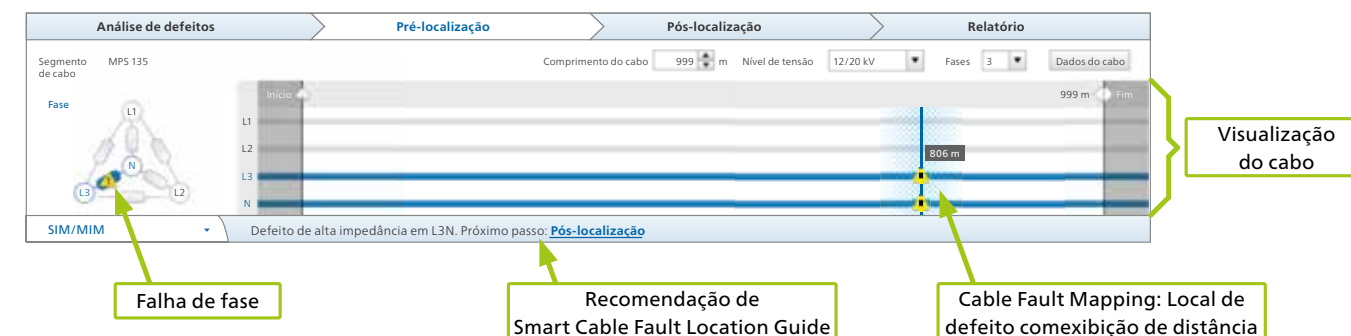 Análise de defeitos Pré-localização Pós-localização Relatório
Segmento de cabo MPS 135 Comprimento do cabo 999 m Nível de tensão 12/20 kV Fases 3 Dados do cabo
Fase
Início 999 m Fim
L1
N
L3 L2
L1
L2
806 m
L3
N
Visualização
do cabo
SIM/MIM Defeito de alta impedância em L3N. Próximo passo: Pós-localização
Falha de fase
Recomendação de
Smart Cable Fault Location Guide
Cable Fault Mapping: Local de
defeito comexibição de distância